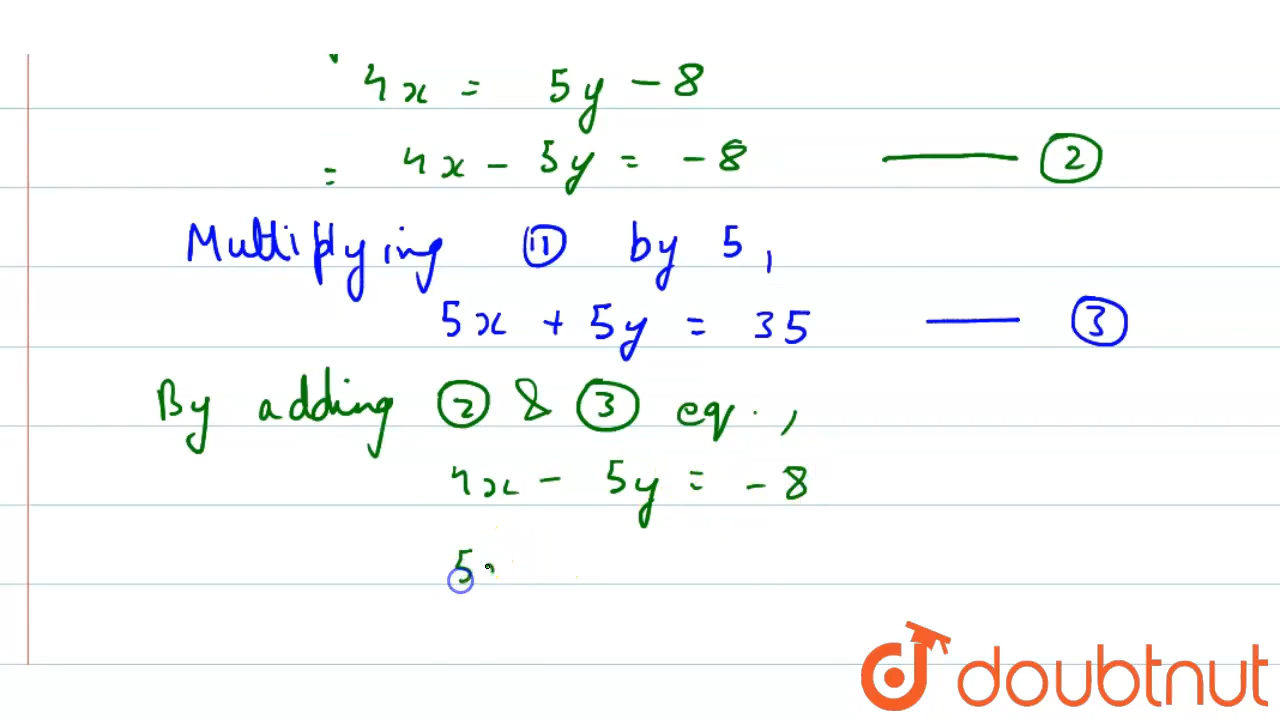 4x = 5y - 8
= 4x - 5y = -8 —— ②
Multiplying ① by 5,
5x + 5y = 35 —— ③
By adding ② & ③ eq.,
4x - 5y = -8
5
doubtnut